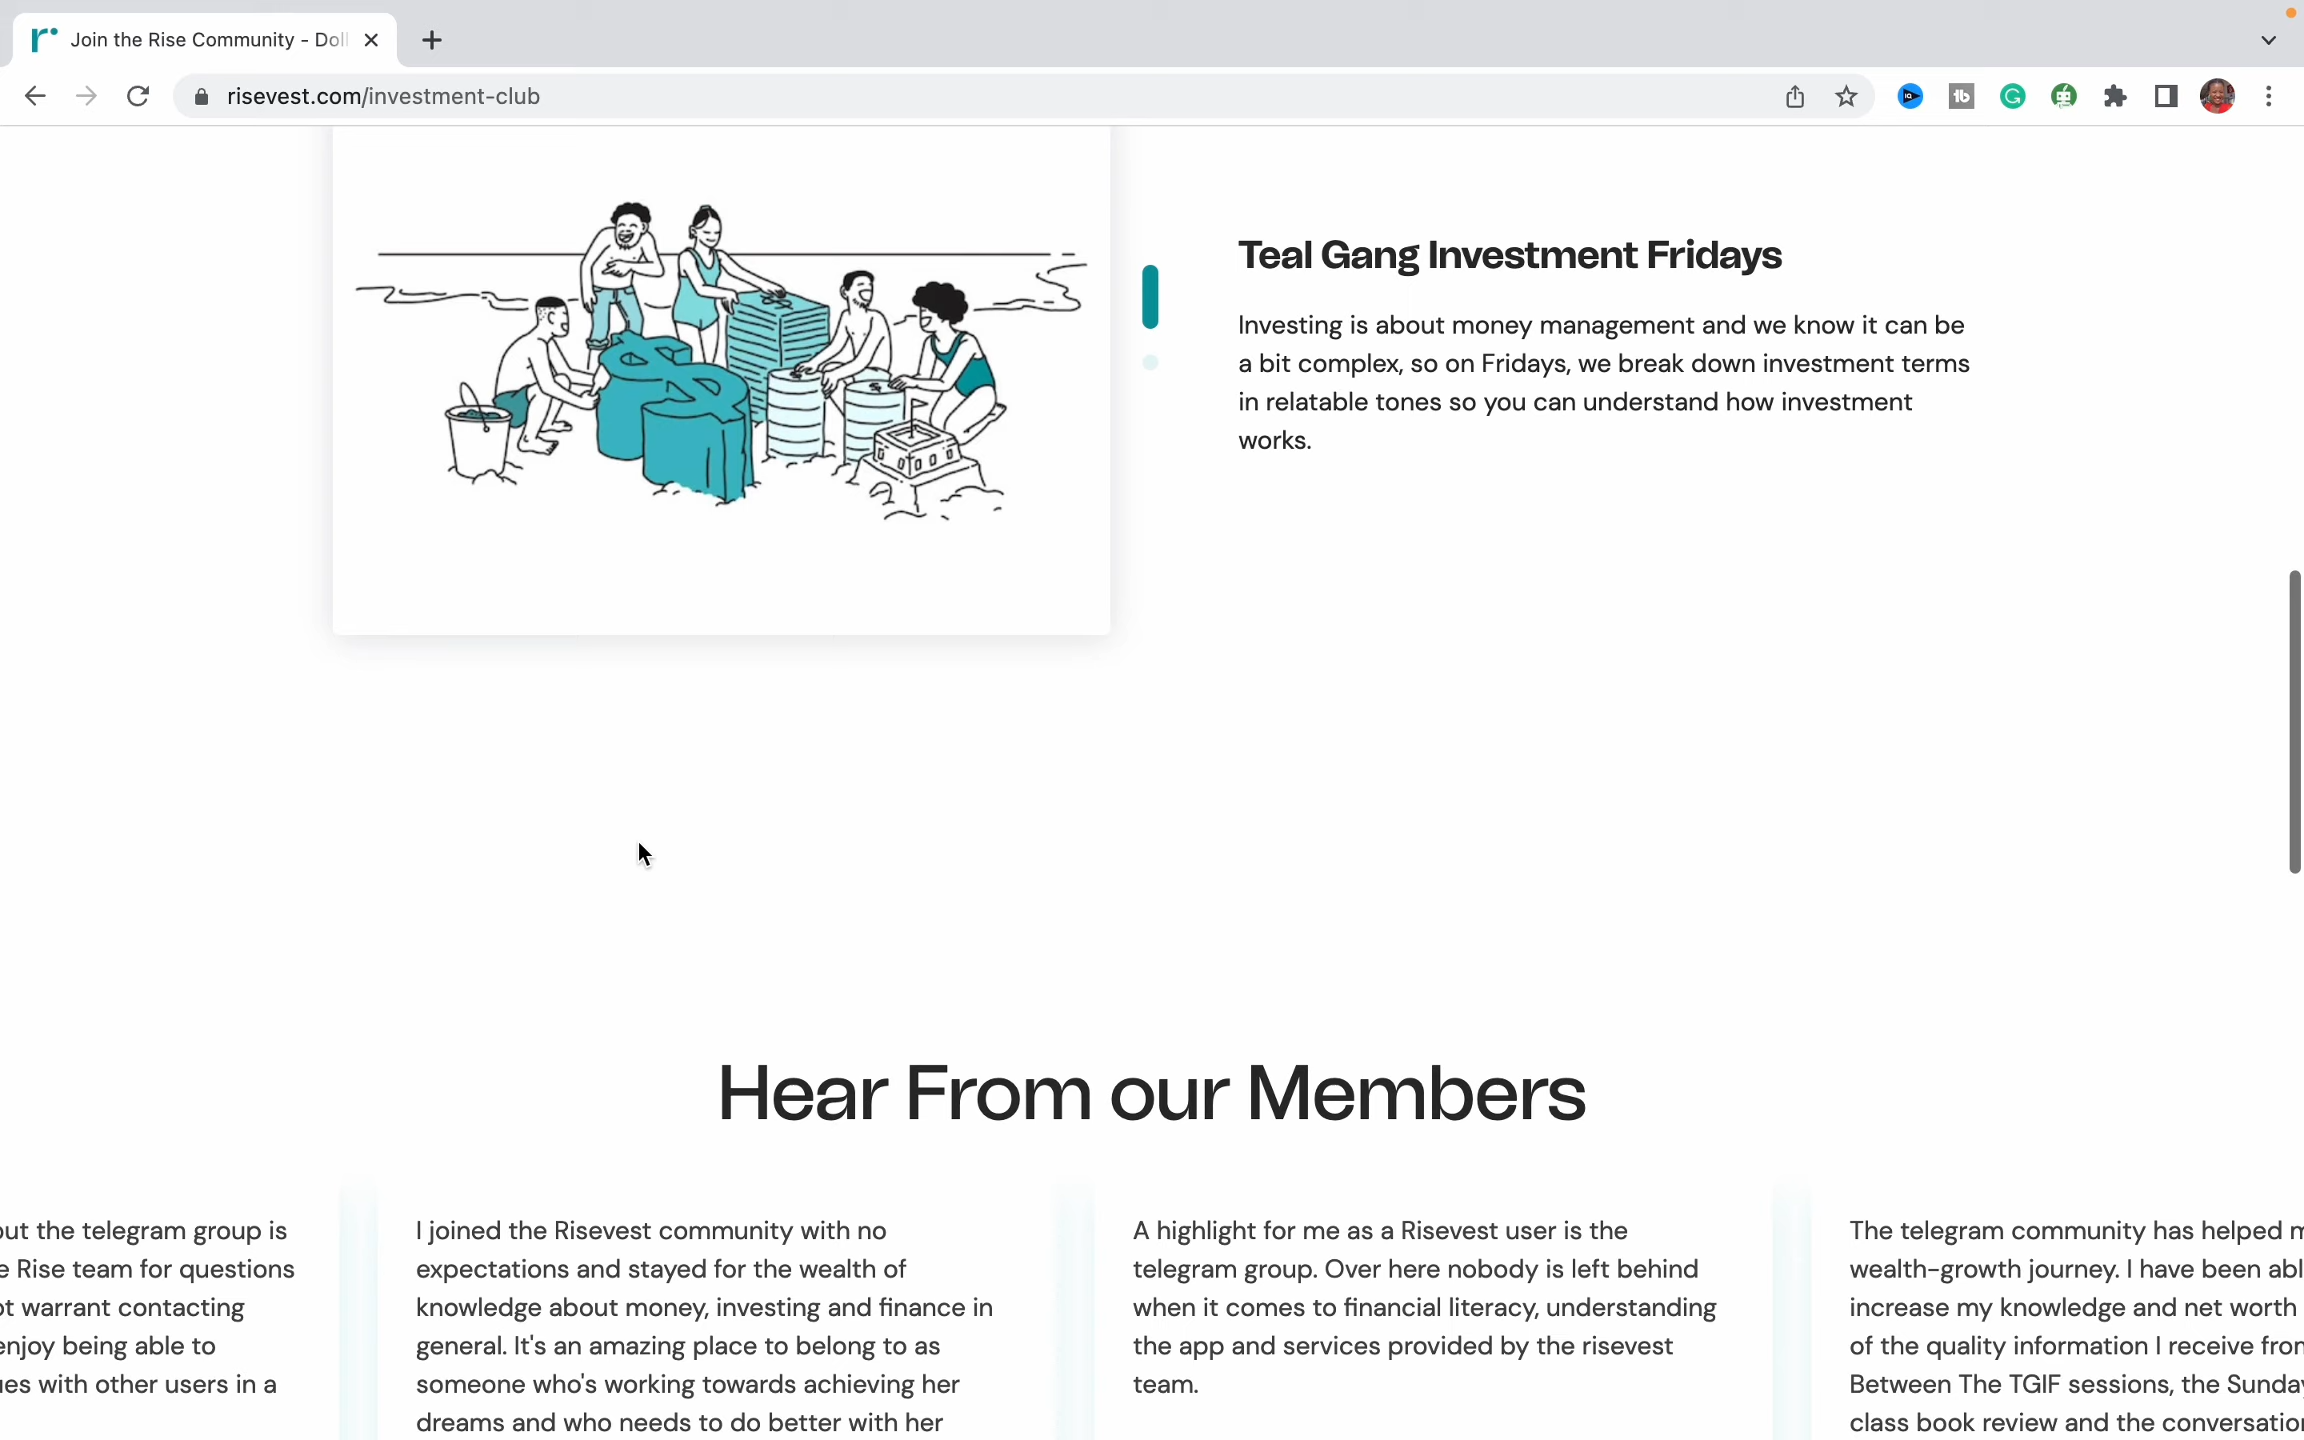 Join the Rise Community - Doll
risevest.com/investment-club
Teal Gang Investment Fridays
Investing is about money management and we know it can be
a bit complex, so on Fridays, we break down investment terms
in relatable tones so you can understand how investment
works.
Hear From our Members
out the telegram group is
e Rise team for questions
ot warrant contacting
enjoy being able to
ues with other users in a
I joined the Risevest community with no
expectations and stayed for the wealth of
knowledge about money, investing and finance in
general. It's an amazing place to belong to as
someone who's working towards achieving her
dreams and who needs to do better with her
A highlight for me as a Risevest user is the
telegram group. Over here nobody is left behind
when it comes to financial literacy, understanding
the app and services provided by the risevest
team.
The telegram community has helped m
wealth-growth journey. I have been abl
increase my knowledge and net worth
of the quality information I receive from
Between The TGIF sessions, the Sunday
class book review and the conversation